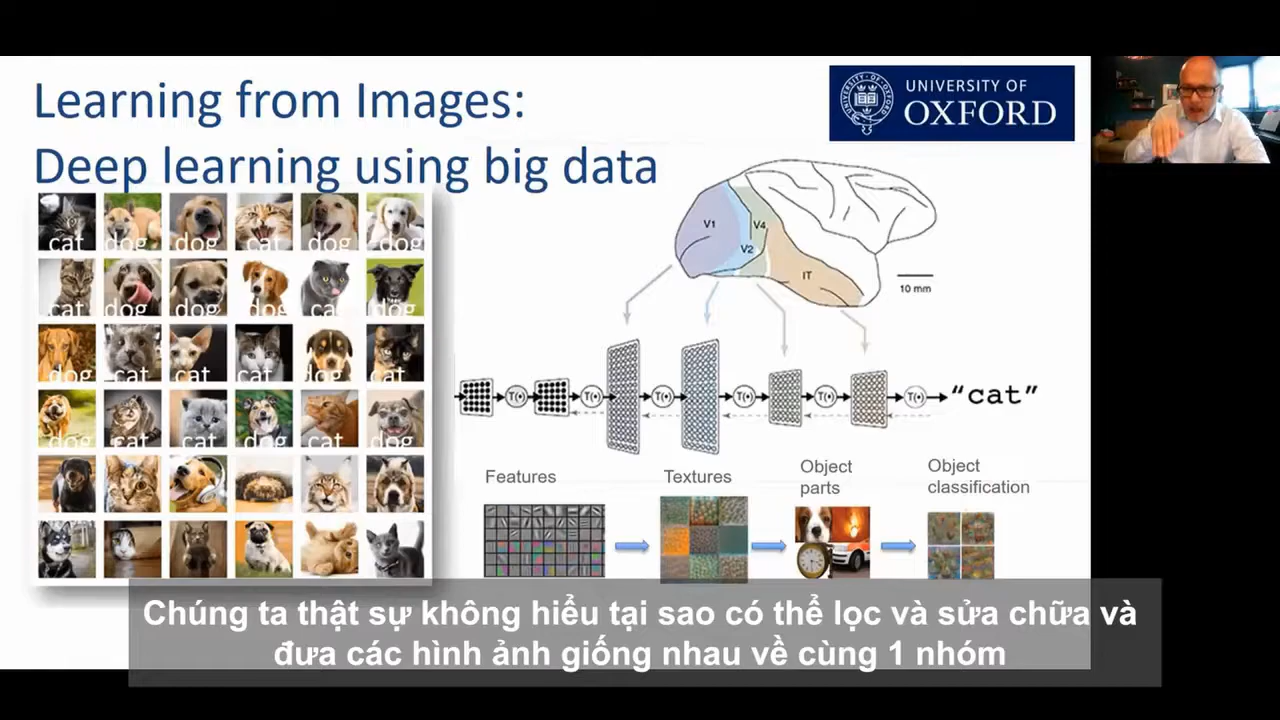 Learning from Images:
Deep learning using big data
UNIVERSITY OF
OXFORD
cat dog dog cat dog dog
cat dog dog dog cat dog
dog cat cat cat dog cat
dog cat cat dog cat dog
V1
V4
V2
IT
10 mm
T(•) T(•) T(•) T(•) T(•) T(•) "cat"
Features
Textures
Object
parts
Object
classification
Chúng ta thật sự không hiểu tại sao có thể lọc và sửa chữa và
đưa các hình ảnh giống nhau về cùng 1 nhóm